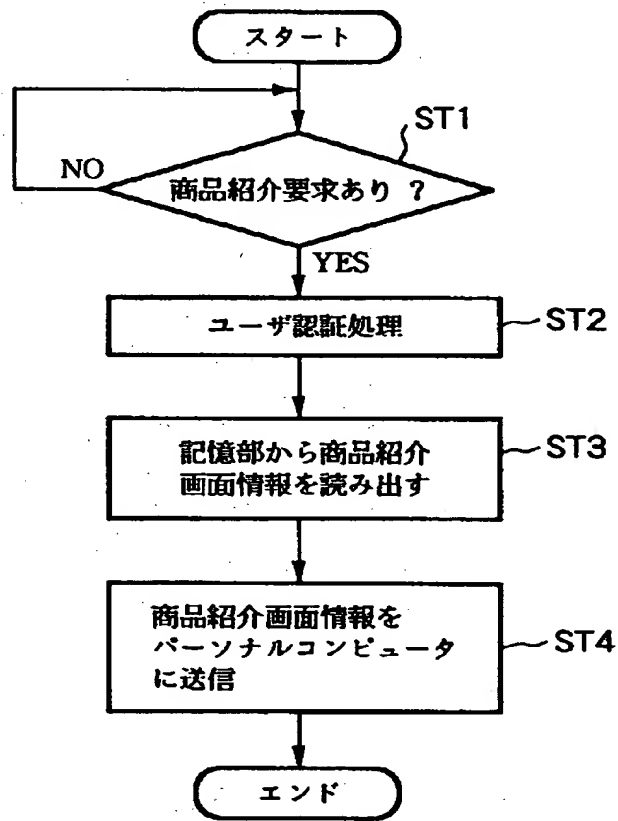 スタート
ST1
NO
商品紹介要求あり ?
YES
ユーザ認証処理
ST2
記憶部から商品紹介
画面情報を読み出す
ST3
商品紹介画面情報を
パーソナルコンピュータ
に送信
ST4
エンド